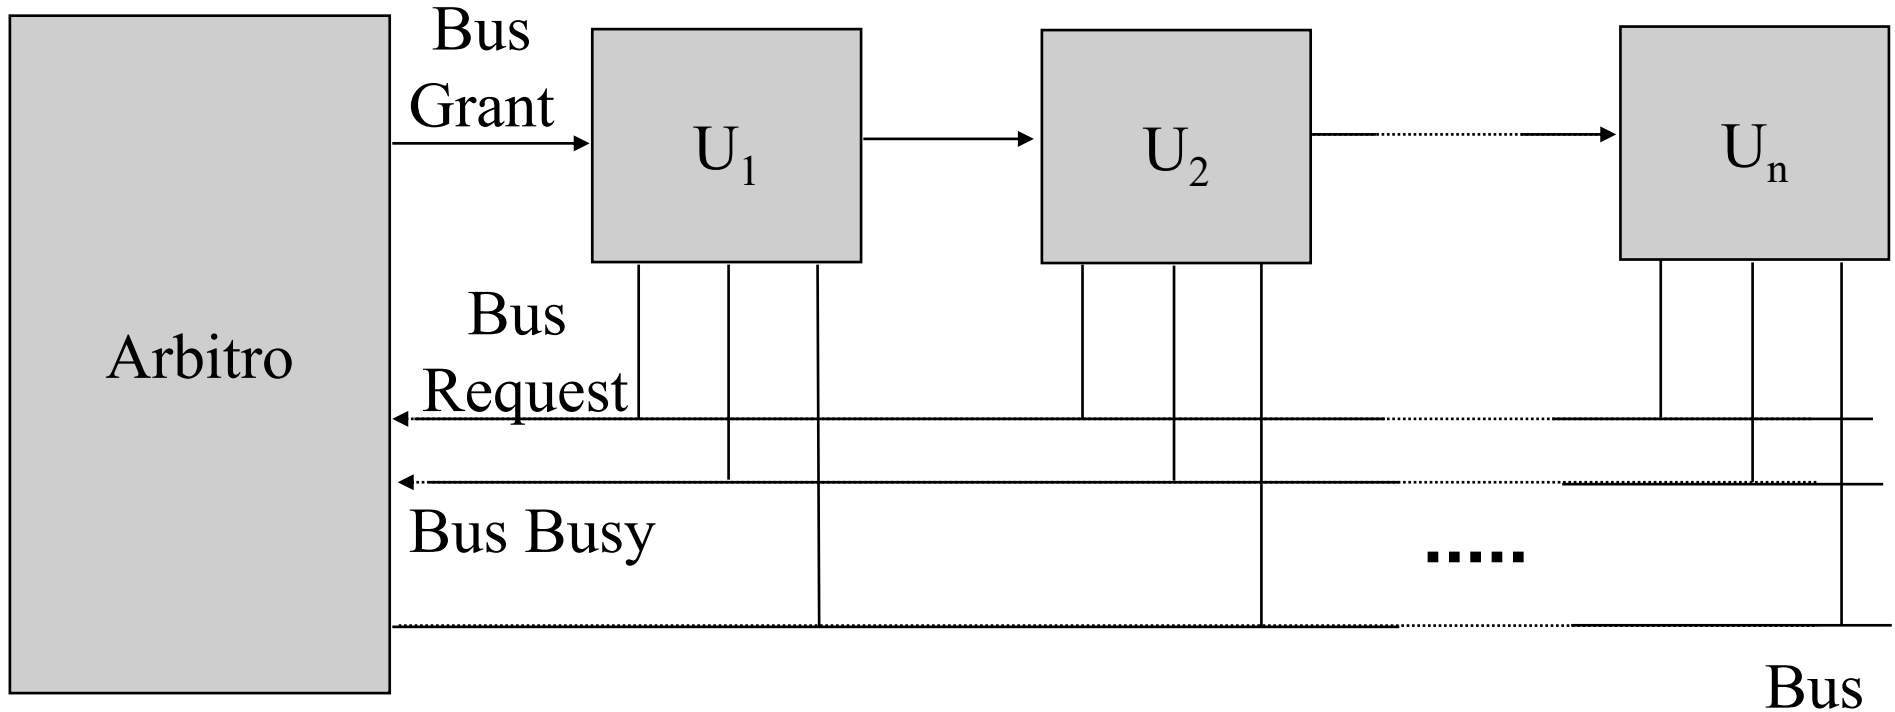 Bus
Grant
U1
U2
Un
Arbitro
Bus
Request
Bus Busy
Bus